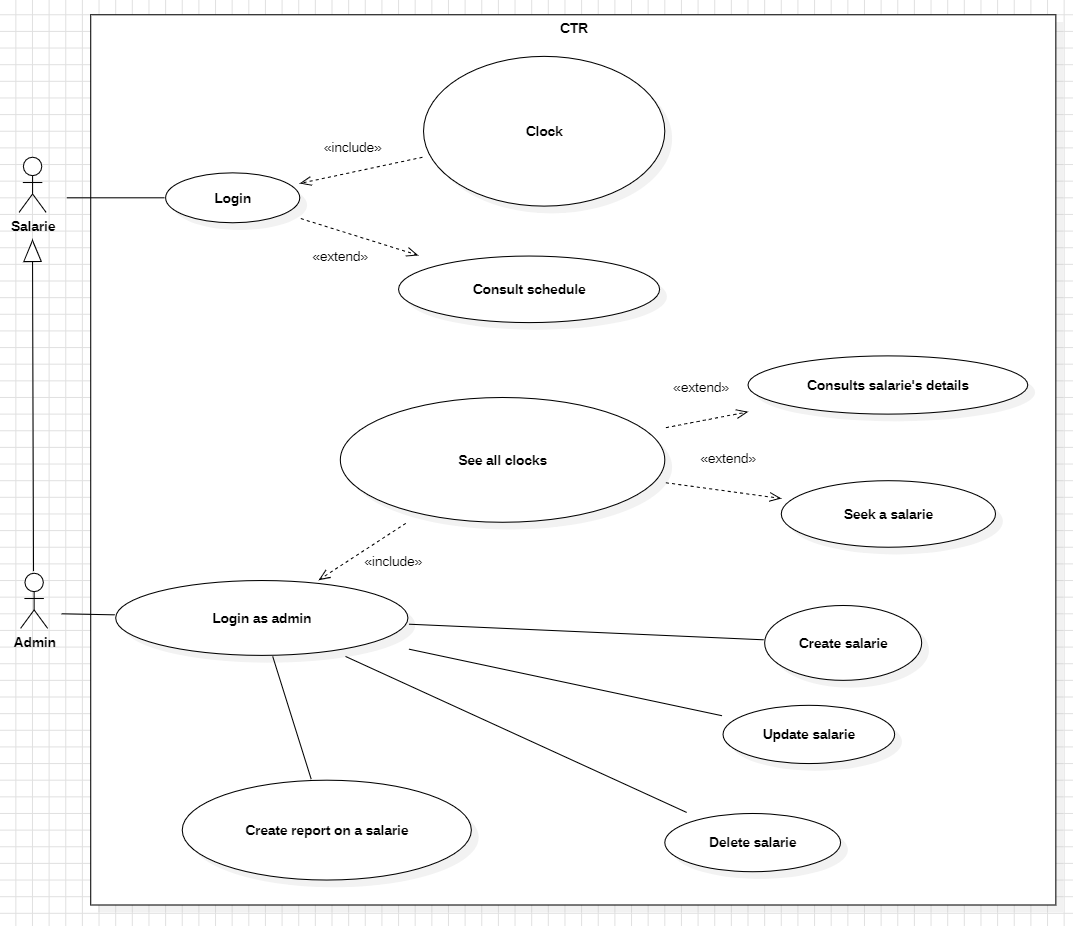 CTR
Clock
«include»
Login
Salarie
«extend»
Consult schedule
«extend»
Consults salarie's details
See all clocks
«extend»
Seek a salarie
«include»
Login as admin
Admin
Create salarie
Update salarie
Create report on a salarie
Delete salarie